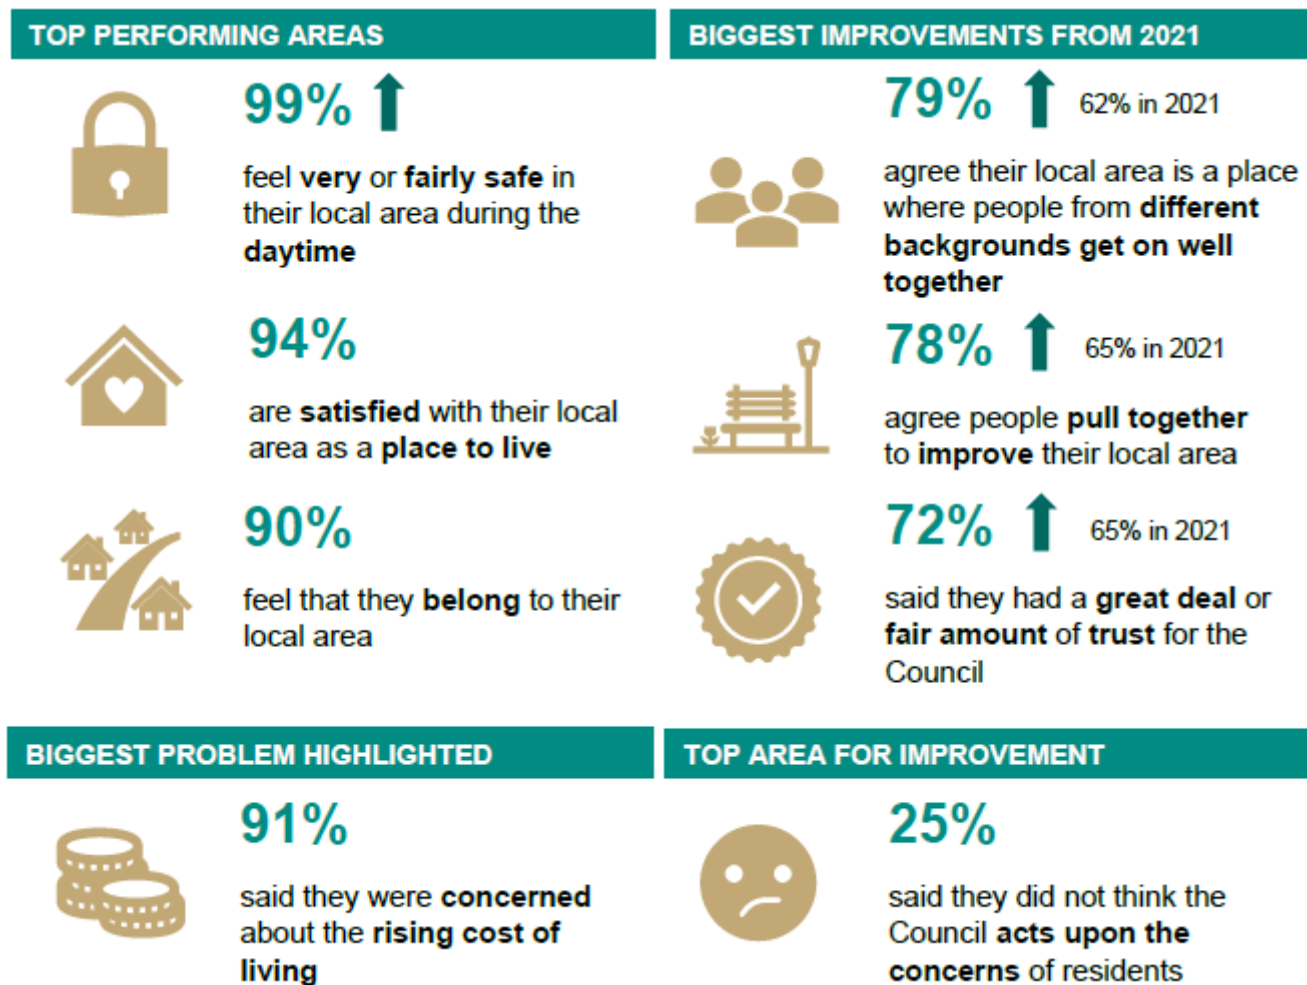 TOP PERFORMING AREAS
99%
feel very or fairly safe in
their local area during the
daytime
94%
are satisfied with their local
area as a place to live
90%
feel that they belong to their
local area
BIGGEST IMPROVEMENTS FROM 2021
79%
62% in 2021
agree their local area is a place
where people from different
backgrounds get on well
together
78%
65% in 2021
agree people pull together
to improve their local area
72%
65% in 2021
said they had a great deal or
fair amount of trust for the
Council
BIGGEST PROBLEM HIGHLIGHTED
91%
said they were concerned
about the rising cost of
living
TOP AREA FOR IMPROVEMENT
25%
said they did not think the
Council acts upon the
concerns of residents